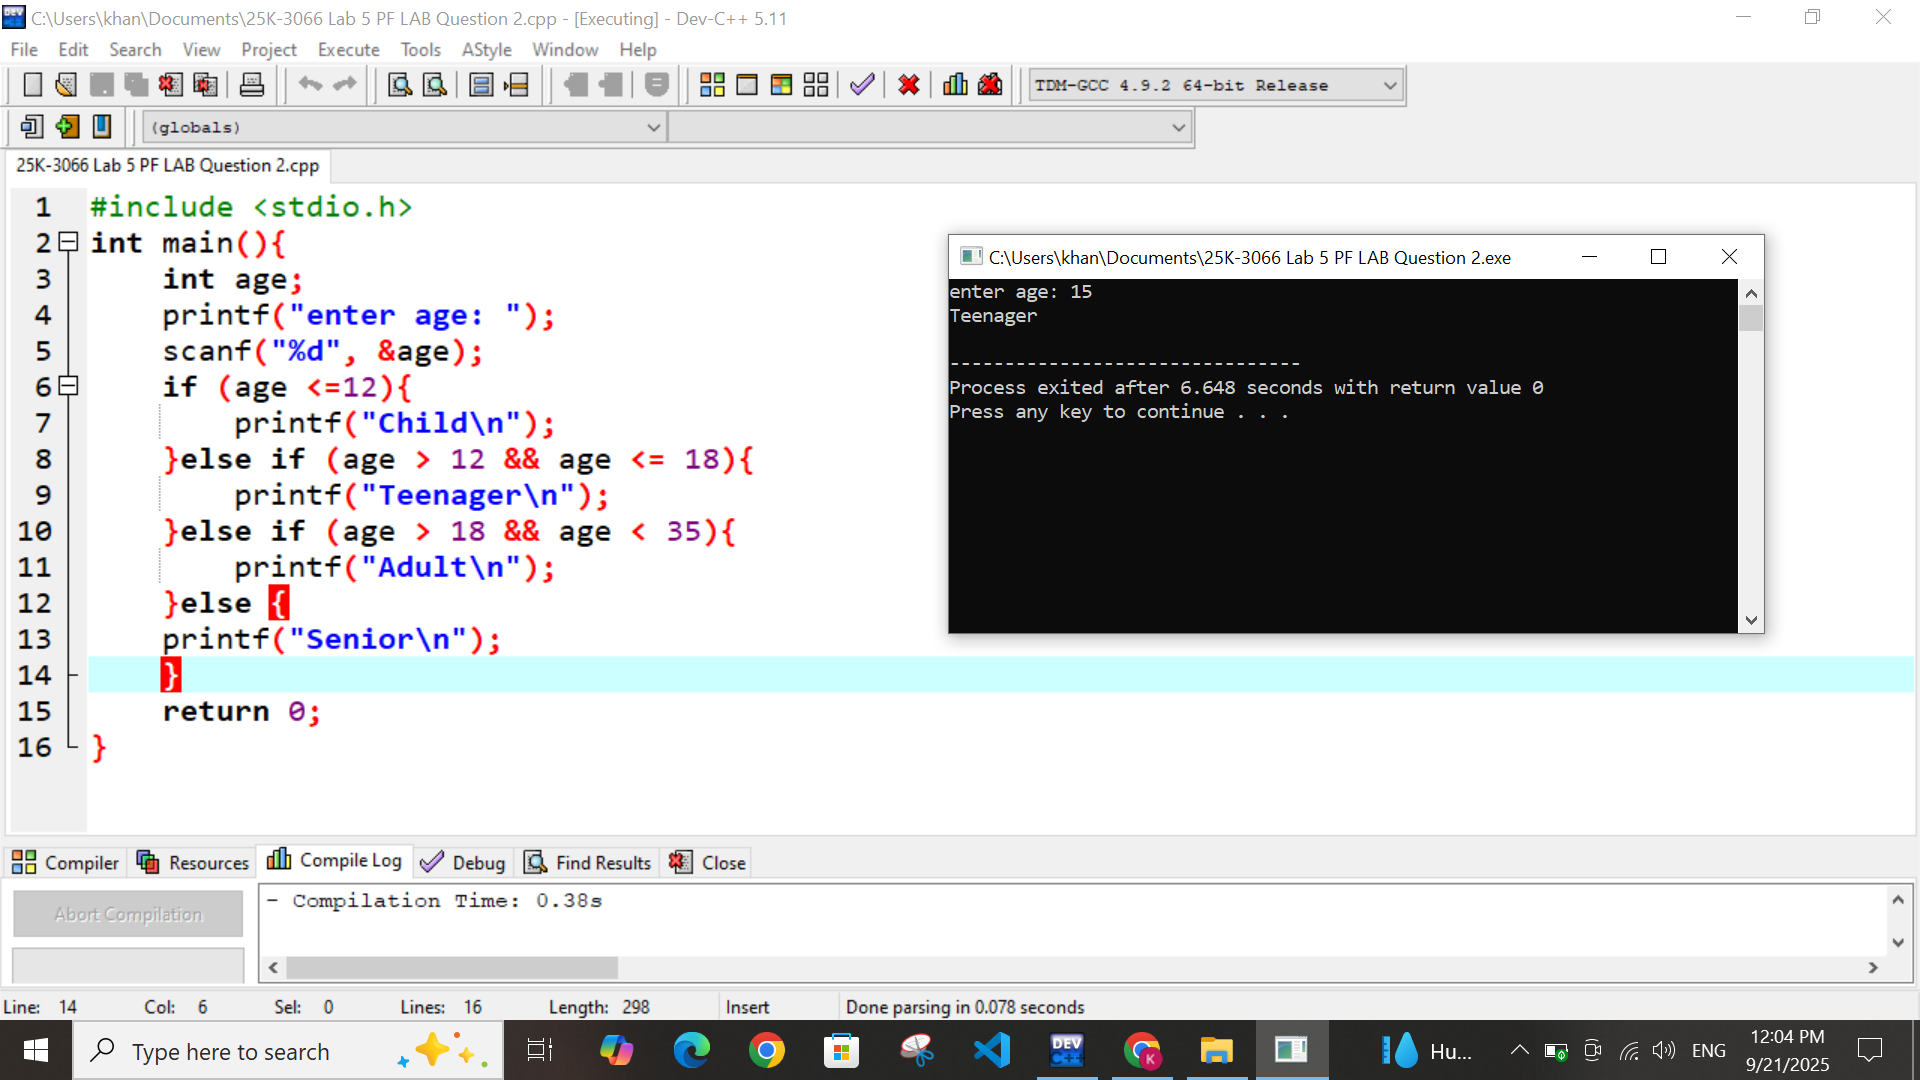 C:\Users\khan\Documents\25K-3066 Lab 5 PF LAB Question 2.cpp - [Executing] - Dev-C++ 5.11
File Edit Search View Project Execute Tools AStyle Window Help
TDM-GCC 4.9.2 64-bit Release
(globals)
25K-3066 Lab 5 PF LAB Question 2.cpp
1 #include <stdio.h>
2 int main(){
3 int age;
4 printf("enter age: ");
5 scanf("%d", &age);
6 if (age <=12){
7 printf("Child\n");
8 }else if (age > 12 && age <= 18){
9 printf("Teenager\n");
10 }else if (age > 18 && age < 35){
11 printf("Adult\n");
12 }else {
13 printf("Senior\n");
14 }
15 return 0;
16 }
C:\Users\khan\Documents\25K-3066 Lab 5 PF LAB Question 2.exe
enter age: 15
Teenager
--------------------------------
Process exited after 6.648 seconds with return value 0
Press any key to continue . . .
Compiler Resources Compile Log Debug Find Results Close
Abort Compilation
- Compilation Time: 0.38s
Line: 14 Col: 6 Sel: 0 Lines: 16 Length: 298 Insert Done parsing in 0.078 seconds
Type here to search
DEV C++
K
Hu...
ENG
12:04 PM
9/21/2025